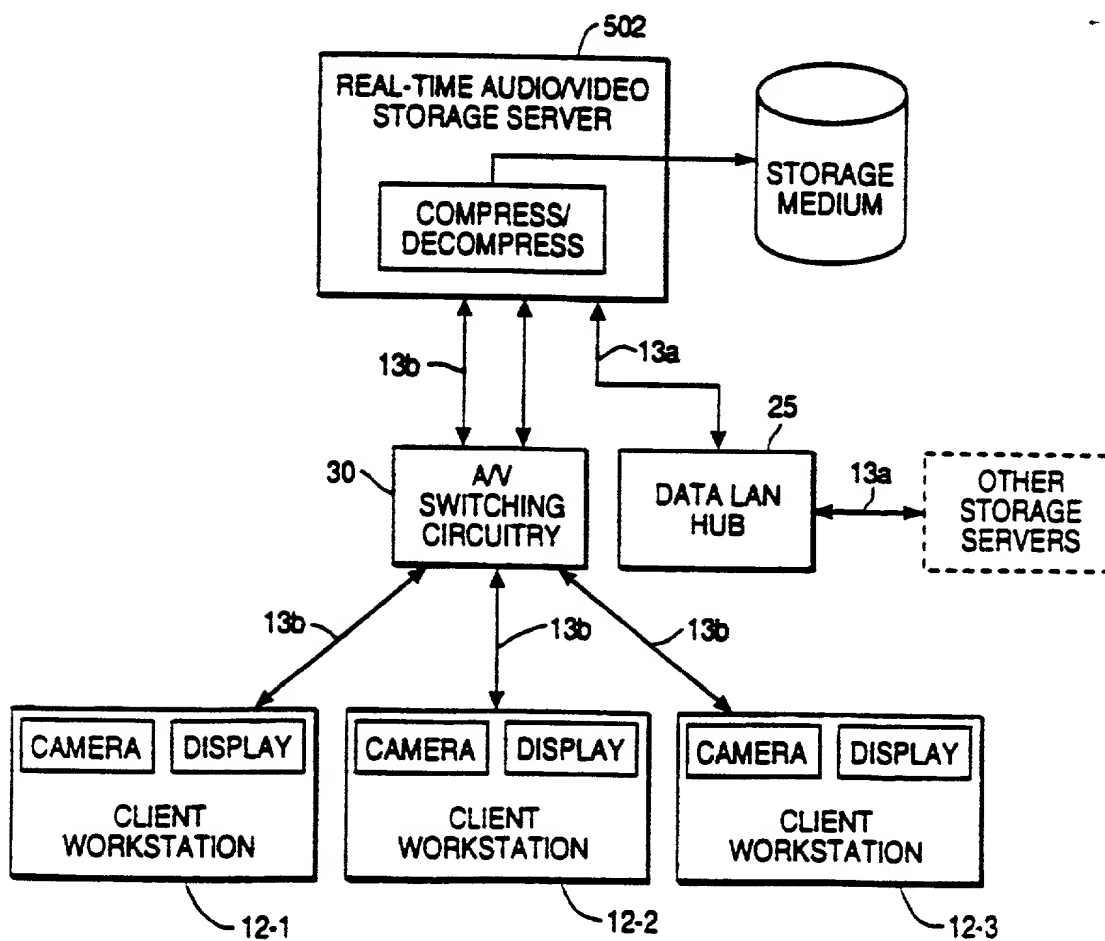 502
REAL-TIME AUDIO/VIDEO
STORAGE SERVER
COMPRESS/
DECOMPRESS
STORAGE
MEDIUM
13b
13a
25
30
A/V
SWITCHING
CIRCUITRY
DATA LAN
HUB
13a
OTHER
STORAGE
SERVERS
13b
13b
13b
CAMERA
DISPLAY
CLIENT
WORKSTATION
CAMERA
DISPLAY
CLIENT
WORKSTATION
CAMERA
DISPLAY
CLIENT
WORKSTATION
12-1
12-2
12-3